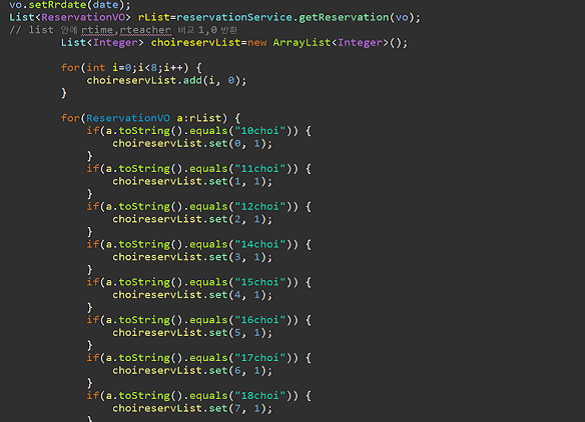 vo.setRrdate(date);
List<ReservationVO> rList=reservationService.getReservation(vo);
// list 안에 rtime,rteacher 비교 1,0 반환
List<Integer> choireservList=new ArrayList<Integer>();
for(int i=0;i<8;i++) {
choireservList.add(i, 0);
}
for(ReservationVO a:rList) {
if(a.toString().equals("10choi")) {
choireservList.set(0, 1);
}
if(a.toString().equals("11choi")) {
choireservList.set(1, 1);
}
if(a.toString().equals("12choi")) {
choireservList.set(2, 1);
}
if(a.toString().equals("14choi")) {
choireservList.set(3, 1);
}
if(a.toString().equals("15choi")) {
choireservList.set(4, 1);
}
if(a.toString().equals("16choi")) {
choireservList.set(5, 1);
}
if(a.toString().equals("17choi")) {
choireservList.set(6, 1);
}
if(a.toString().equals("18choi")) {
choireservList.set(7, 1);
}